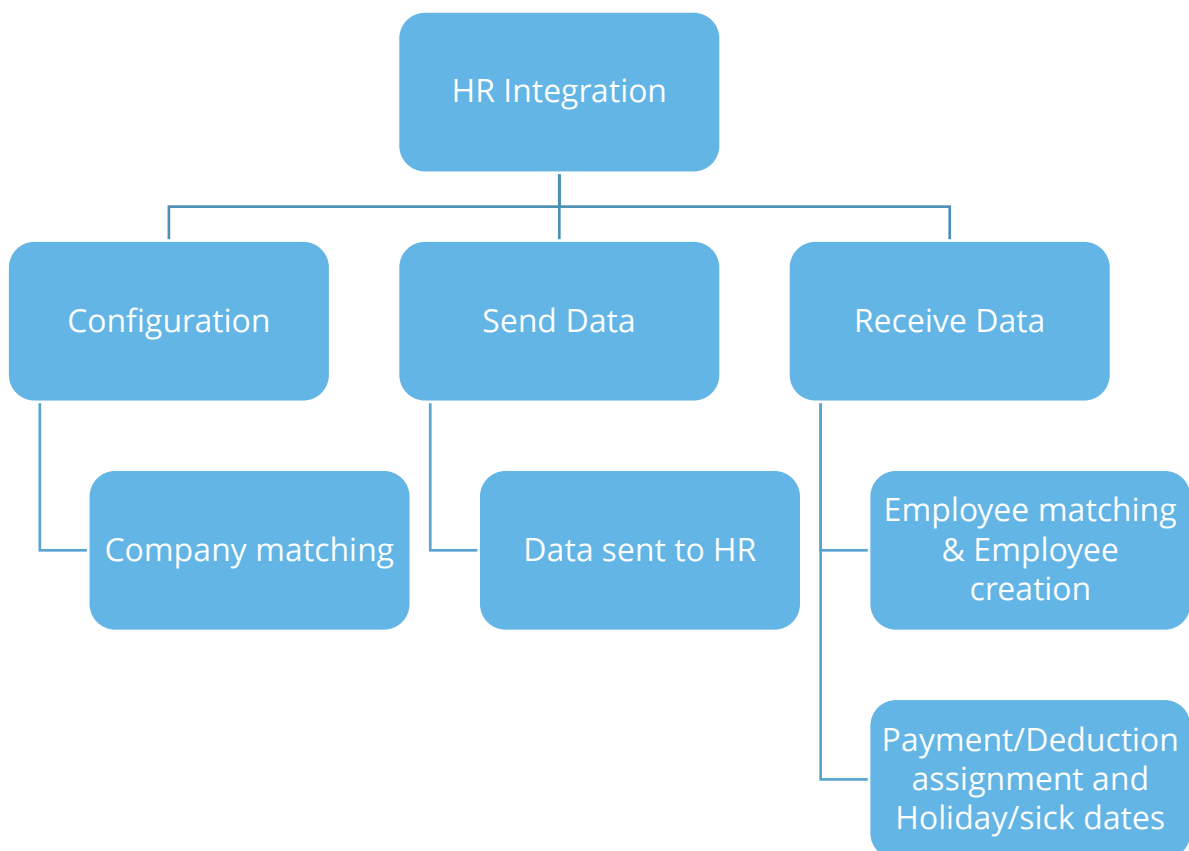 HR Integration
Configuration
Send Data
Receive Data
Company matching
Data sent to HR
Employee matching
& Employee
creation
Payment/Deduction
assignment and
Holiday/sick dates